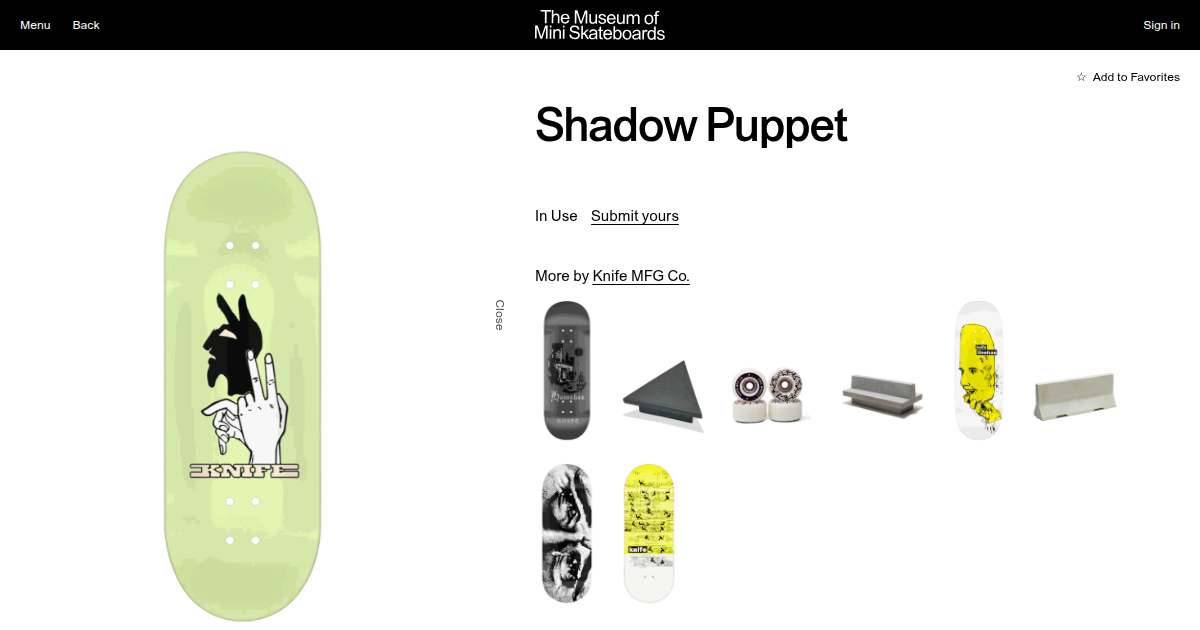 Menu
Back
The Museum of
Mini Skateboards
Sign in
☆ Add to Favorites
Shadow Puppet
In Use Submit yours
More by Knife MFG Co.
Close
KNIFE
knife